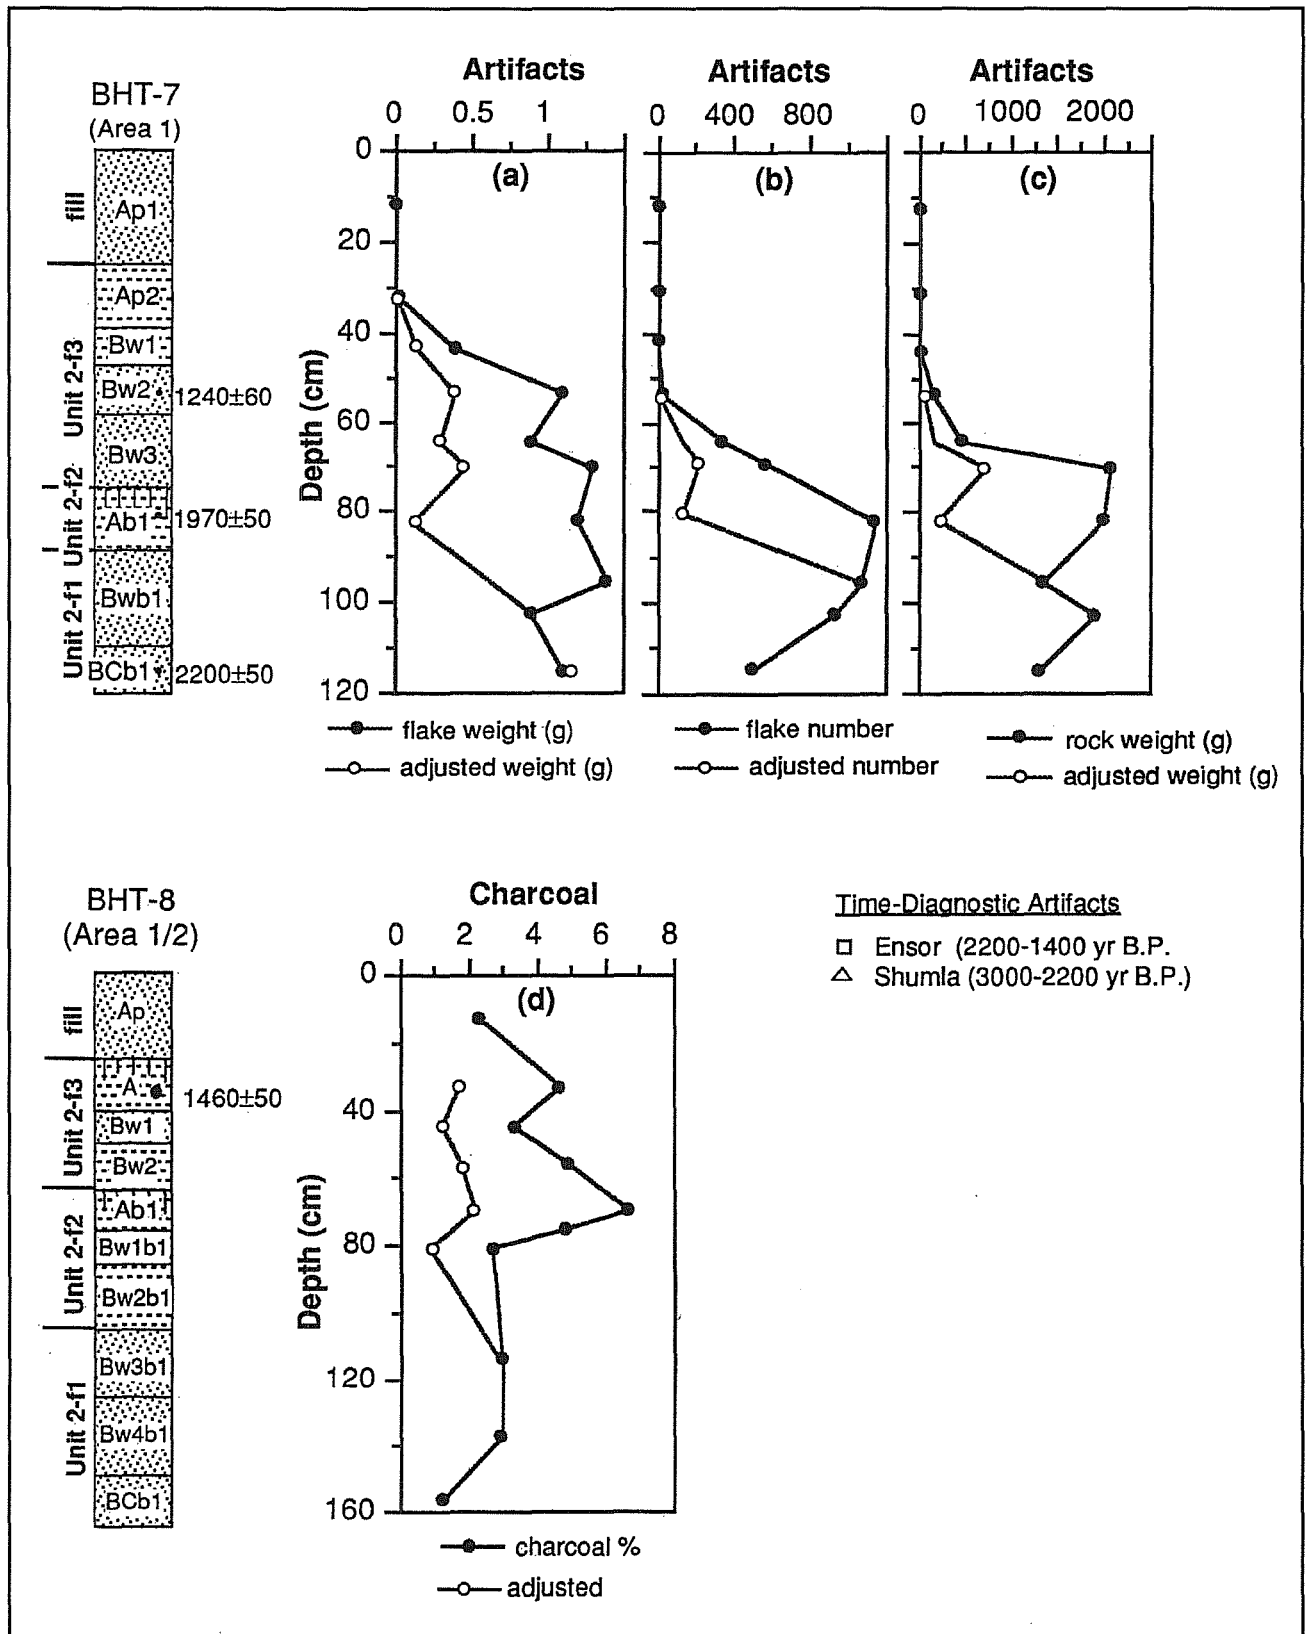 BHT-7
(Area 1)
fill
Unit 2-f3
Unit 2-f2
Unit 2-f1
Ap1
Ap2
Bw1
Bw2
1240±60
Bw3
Ab1
1970±50
Bwb1
BCb1
2200±50
Artifacts
0 0.5 1
(a)
Depth (cm)
0
20
40
60
80
100
120
flake weight (g)
adjusted weight (g)
Artifacts
0 400 800
(b)
flake number
adjusted number
Artifacts
0 1000 2000
(c)
rock weight (g)
adjusted weight (g)
BHT-8
(Area 1/2)
fill
Unit 2-f3
Unit 2-f2
Unit 2-f1
Ap
A
1460±50
Bw1
Bw2
Ab1
Bw1b1
Bw2b1
Bw3b1
Bw4b1
BCb1
Charcoal
0 2 4 6 8
(d)
Depth (cm)
0
40
80
120
160
charcoal %
adjusted
Time-Diagnostic Artifacts
Ensor (2200-1400 yr B.P.
Shumla (3000-2200 yr B.P.)